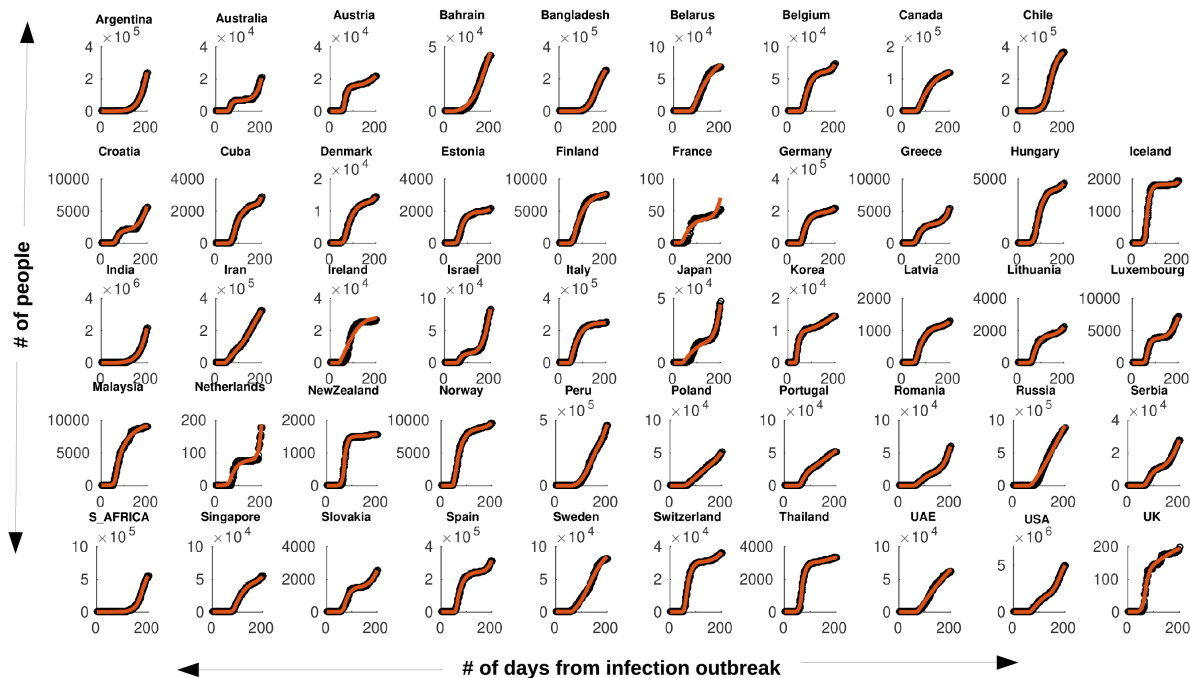 # of people
Argentina Australia Austria Bahrain Bangladesh Belarus Belgium Canada Chile
×10^5 ×10^4 ×10^4 ×10^4 ×10^5 ×10^4 ×10^4 ×10^5 ×10^5
4 4 4 5 4 10 10 2 4
2 2 2 2 5 5 1 2
0 0 0 0 0 0 0 0 0
0 200 0 200 0 200 0 200 0 200 0 200 0 200 0 200 0 200
Croatia Cuba Denmark Estonia Finland France Germany Greece Hungary Iceland
×10^4 ×10^5
10000 4000 2 4000 10000 100 4 10000 5000 2000
5000 2000 1 2000 5000 50 2 5000 1000
0 0 0 0 0 0 0 0 0 0
0 200 0 200 0 200 0 200 0 200 0 200 0 200 0 200 0 200 0 200
India Iran Ireland Israel Italy Japan Korea Latvia Lithuania Luxembourg
×10^6 ×10^5 ×10^4 ×10^4 ×10^5 ×10^4 ×10^4
4 4 4 10 4 5 2 2000 4000 10000
2 2 2 5 2 1 1000 2000 5000
0 0 0 0 0 0 0 0 0 0
0 200 0 200 0 200 0 200 0 200 0 200 0 200 0 200 0 200 0 200
Malaysia Netherlands NewZealand Norway Peru Poland Portugal Romania Russia Serbia
×10^5 ×10^4 ×10^4 ×10^4 ×10^5 ×10^4
10000 200 2000 10000 5 10 10 10 10 4
5000 100 1000 5000 5 5 5 5 2
0 0 0 0 0 0 0 0 0 0
0 200 0 200 0 200 0 200 0 200 0 200 0 200 0 200 0 200 0 200
S_AFRICA Singapore Slovakia Spain Sweden Switzerland Thailand UAE USA UK
×10^5 ×10^4 ×10^5 ×10^4 ×10^4 ×10^4 ×10^6
10 10 4000 4 10 4 4000 10 200
5 5 2000 2 5 2 2000 5 5 100
0 0 0 0 0 0 0 0 0 0
0 200 0 200 0 200 0 200 0 200 0 200 0 200 0 200 0 200 0 200
# of days from infection outbreak